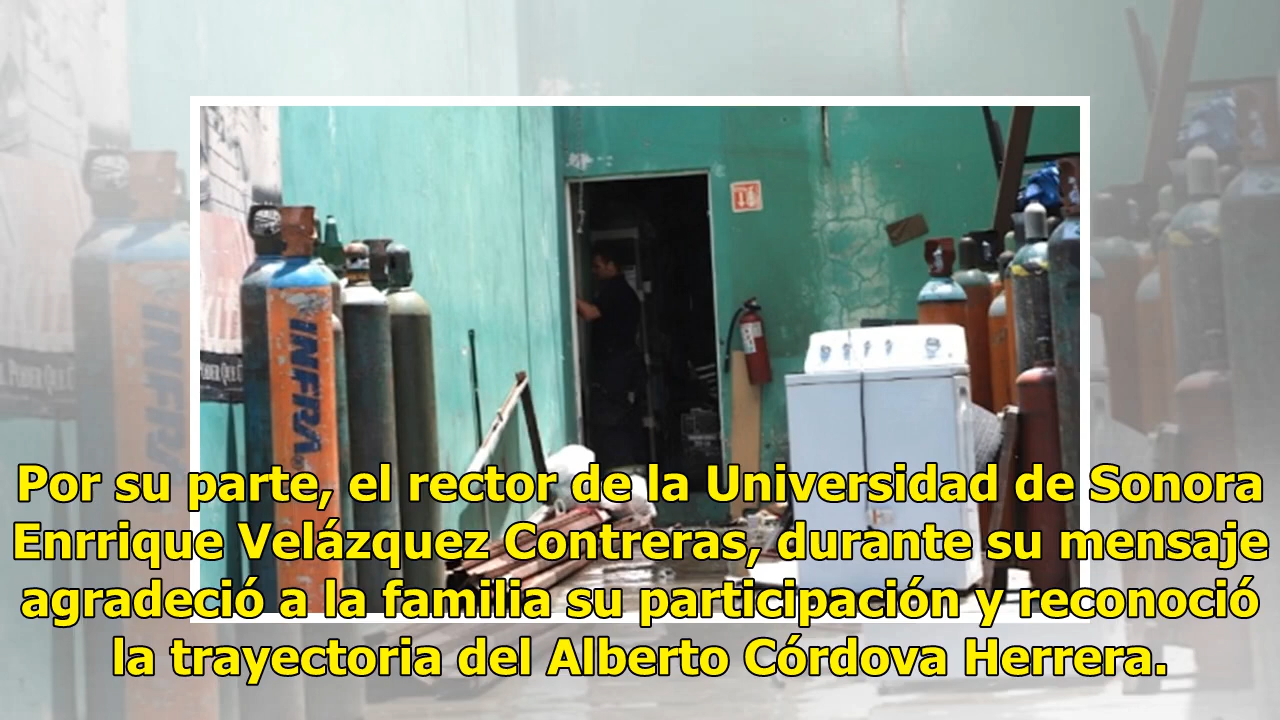 INFRA
Por su parte, el rector de la Universidad de Sonora
Enrrique Velázquez Contreras, durante su mensaje
agradeció a la familia su participación y reconoció
la trayectoria del Alberto Córdova Herrera.